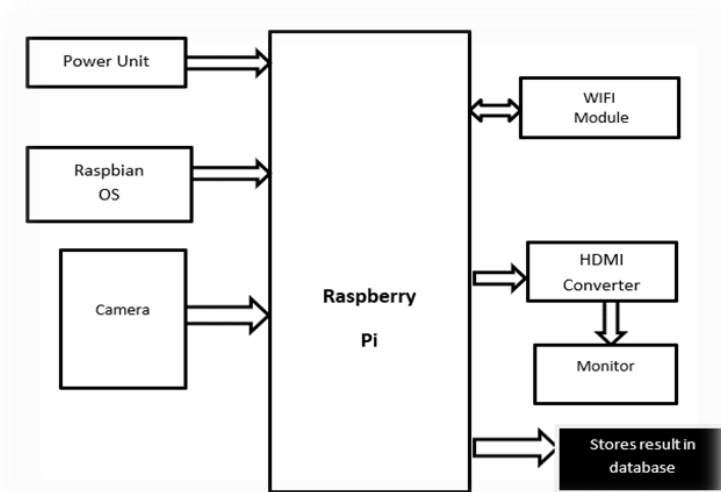 Power Unit
Raspbian
OS
Camera
Raspberry
Pi
WIFI
Module
HDMI
Converter
Monitor
Stores result in
database